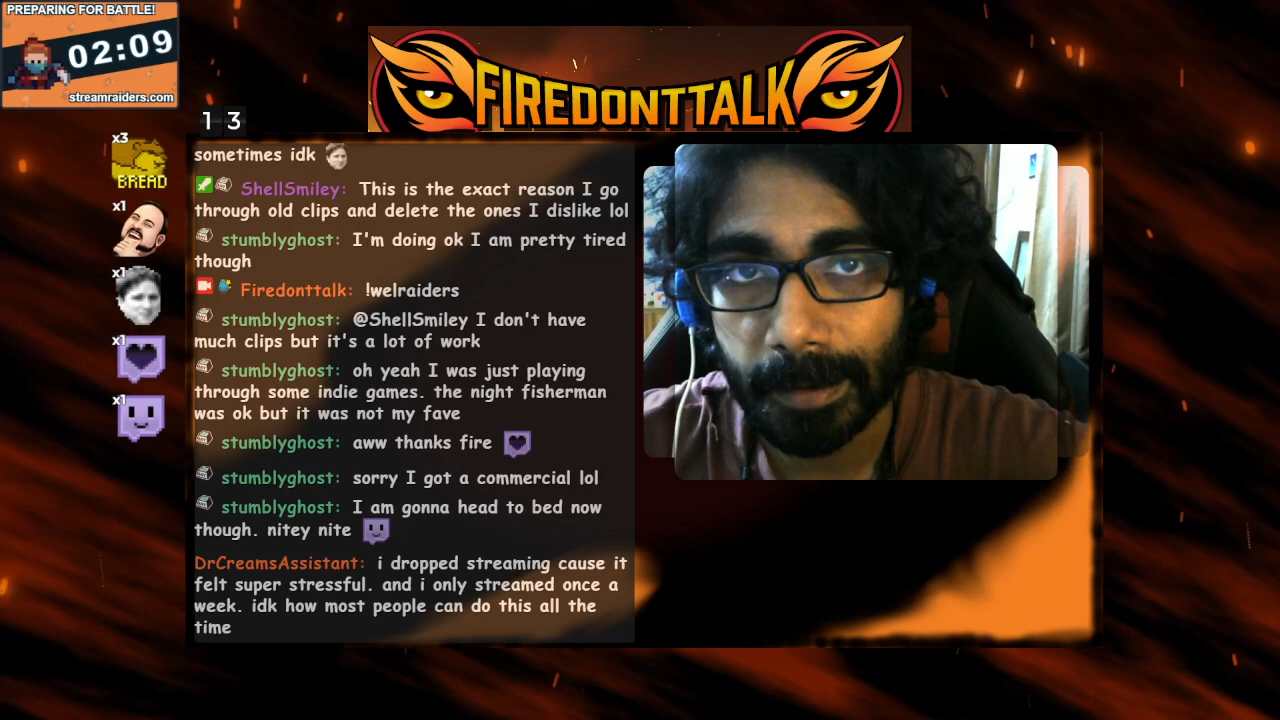 PREPARING FOR BATTLE!
02:09
streamraiders.com
FIREDONTTALK
13
x3
BREAD
x1
x1
x1
x1
sometimes idk
ShellSmiley: This is the exact reason I go
through old clips and delete the ones I dislike lol
stumblyghost: I'm doing ok I am pretty tired
though
Firedonttalk: !welraiders
stumblyghost: @ShellSmiley I don't have
much clips but it's a lot of work
stumblyghost: oh yeah I was just playing
through some indie games. the night fisherman
was ok but it was not my fave
stumblyghost: aww thanks fire
stumblyghost: sorry I got a commercial lol
stumblyghost: I am gonna head to bed now
though. nitey nite
DrCreamsAssistant: i dropped streaming cause it
felt super stressful. and i only streamed once a
week. idk how most people can do this all the
time